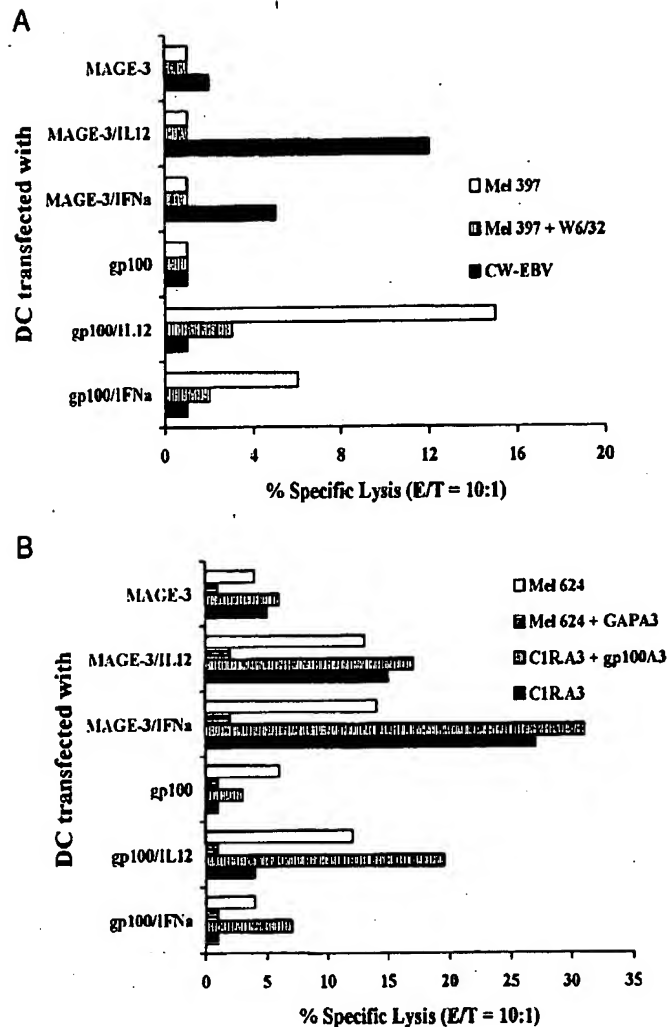 A
DC transfected with
MAGE-3
MAGE-3/IL12
MAGE-3/IFNa
gp100
gp100/IL12
gp100/IFNa
Mel 397
Mel 397 + W6/32
CW-EBV
0 4 8 12 16 20
% Specific Lysis (E/T = 10:1)
B
DC transfected with
MAGE-3
MAGE-3/IL12
MAGE-3/IFNa
gp100
gp100/IL12
gp100/IFNa
Mel 624
Mel 624 + GAPA3
C1R.A3 + gp100A3
C1R.A3
0 5 10 15 20 25 30 35
% Specific Lysis (E/T = 10:1)